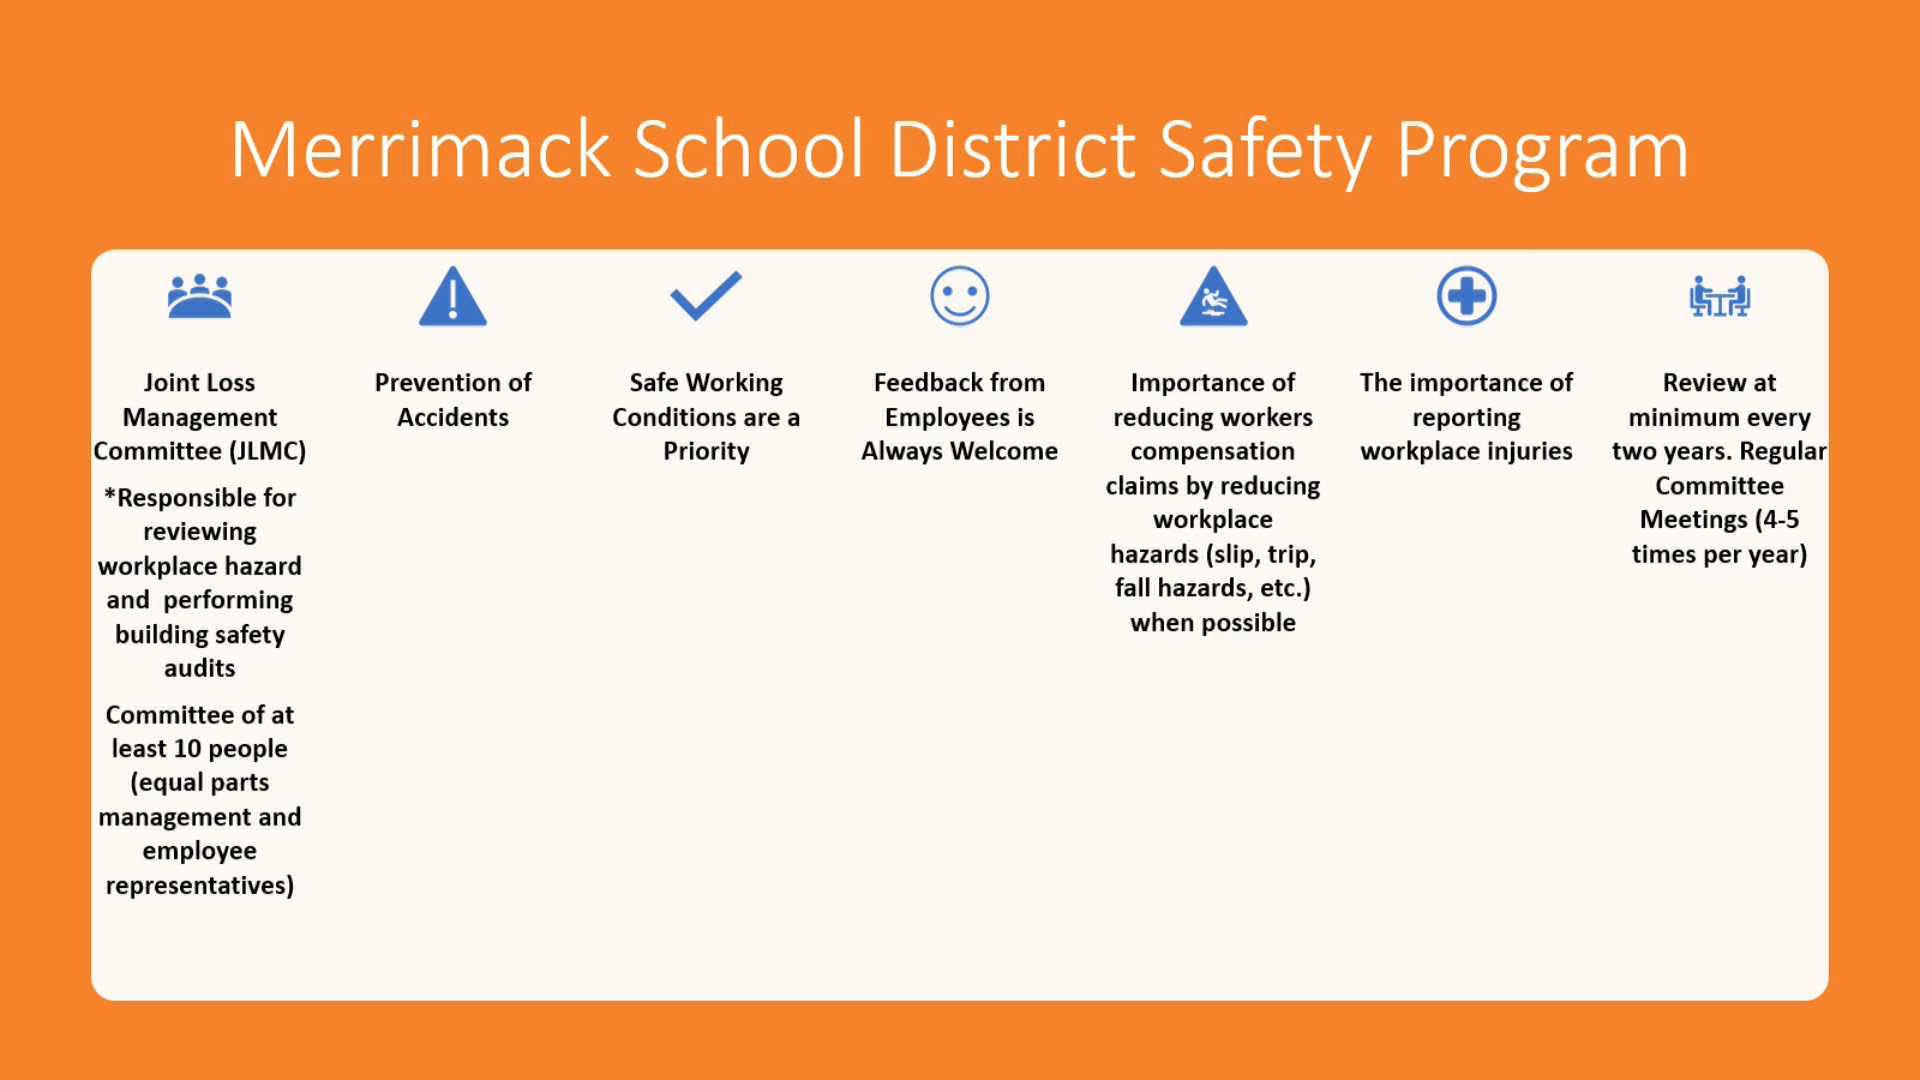 Merrimack School District Safety Program
Joint Loss
Management
Committee (JLMC)
*Responsible for
reviewing
workplace hazard
and  performing
building safety
audits
Committee of at
least 10 people
(equal parts
management and
employee
representatives)
Prevention of
Accidents
Safe Working
Conditions are a
Priority
Feedback from
Employees is
Always Welcome
Importance of
reducing workers
compensation
claims by reducing
workplace
hazards (slip, trip,
fall hazards, etc.)
when possible
The importance of
reporting
workplace injuries
Review at
minimum every
two years. Regular
Committee
Meetings (4-5
times per year)